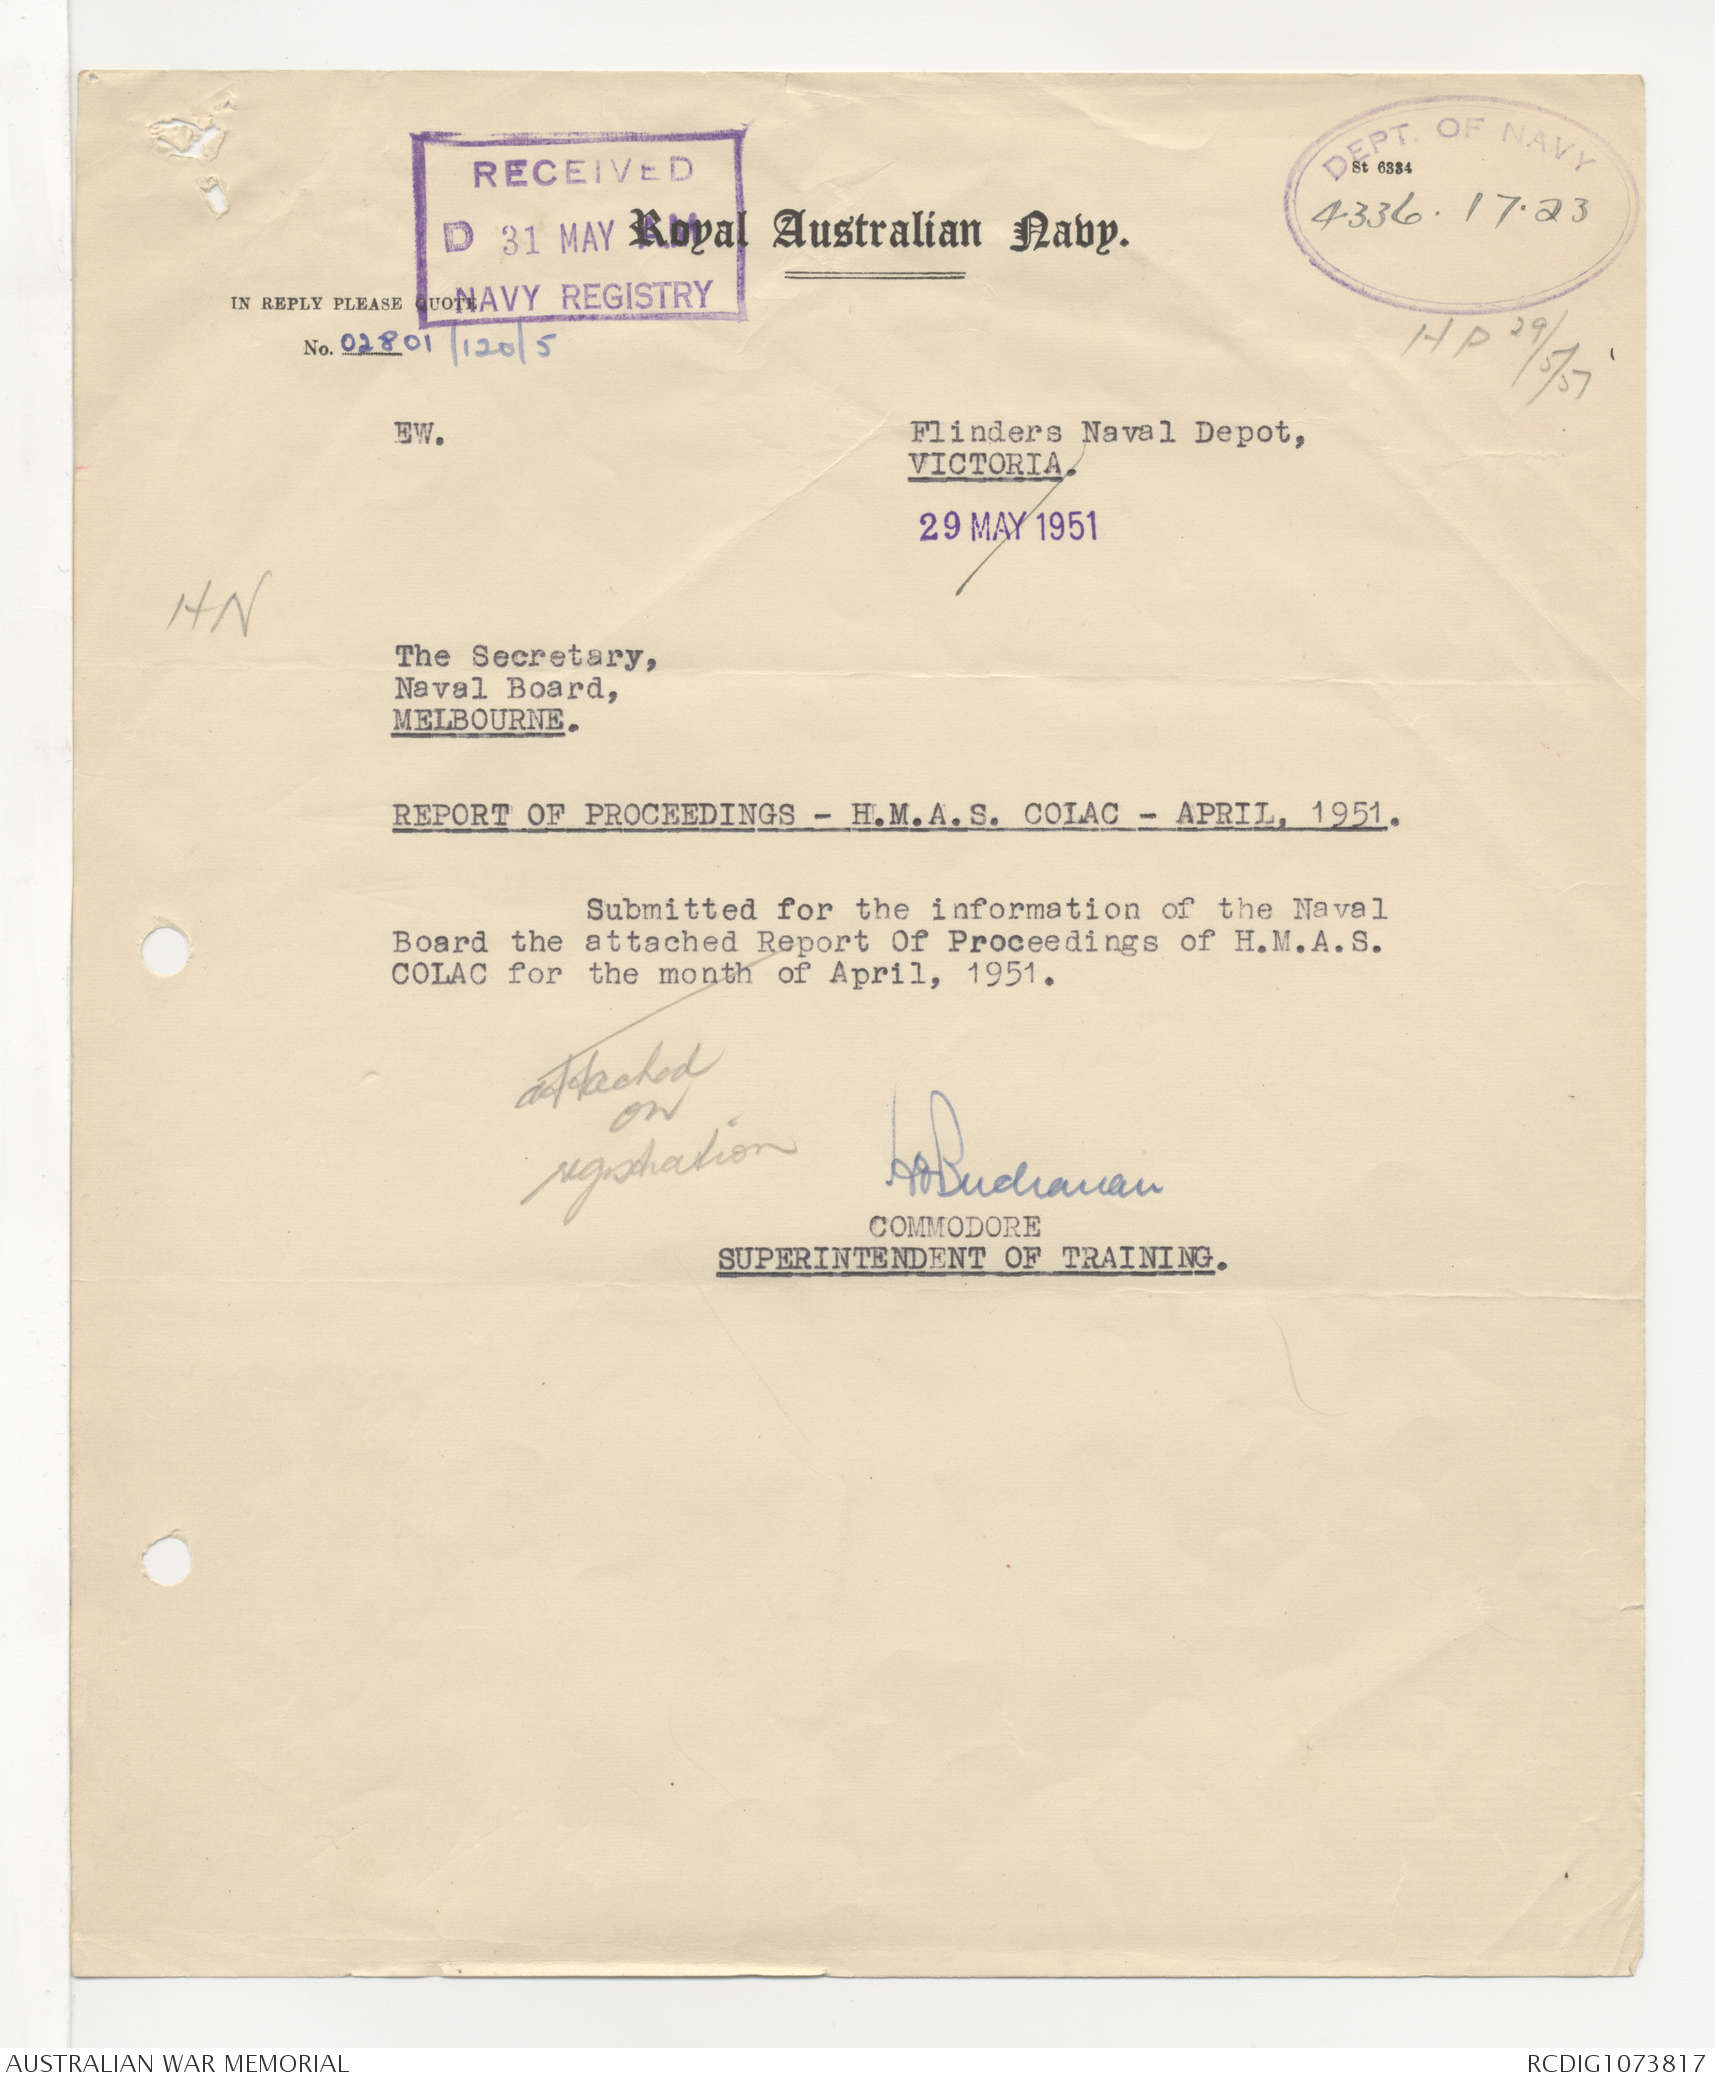 RECEIVED
D 31 MAY AM
NAVY REGISTRY
DEPT. OF NAVY
St 6334
4336. 17.23
Royal Australian Navy.
IN REPLY PLEASE QUOTE
No. 02801/120/5
HP 29/5/51
EW.
Flinders Naval Depot,
VICTORIA.
29 MAY 1951
HN
The Secretary,
Naval Board,
MELBOURNE.
REPORT OF PROCEEDINGS - H.M.A.S. COLAC - APRIL, 1951.
Submitted for the information of the Naval
Board the attached Report Of Proceedings of H.M.A.S.
COLAC for the month of April, 1951.
attached
on
registration
Buchanan
COMMODORE
SUPERINTENDENT OF TRAINING.
AUSTRALIAN WAR MEMORIAL
RCDIG1073817